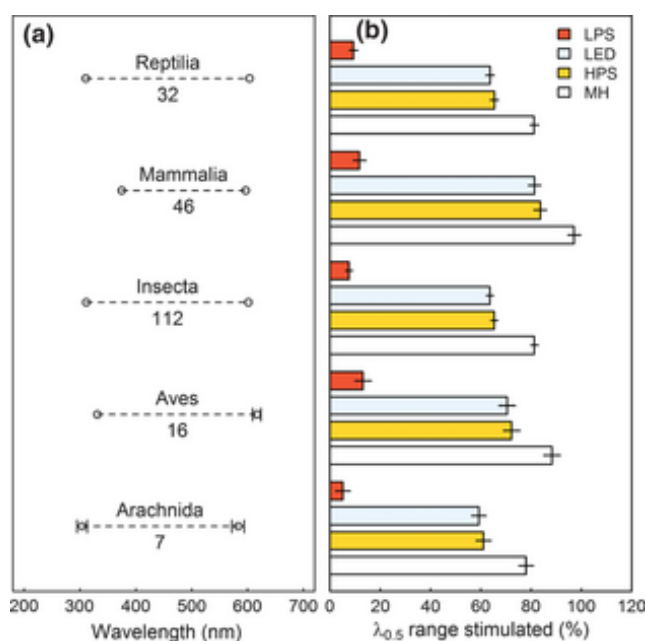 (a)
Reptilia
32
Mammalia
46
Insecta
112
Aves
16
Arachnida
7
200 300 400 500 600 700
Wavelength (nm)
(b)
LPS
LED
HPS
MH
0 20 40 60 80 100 120
λ0.5 range stimulated (%)